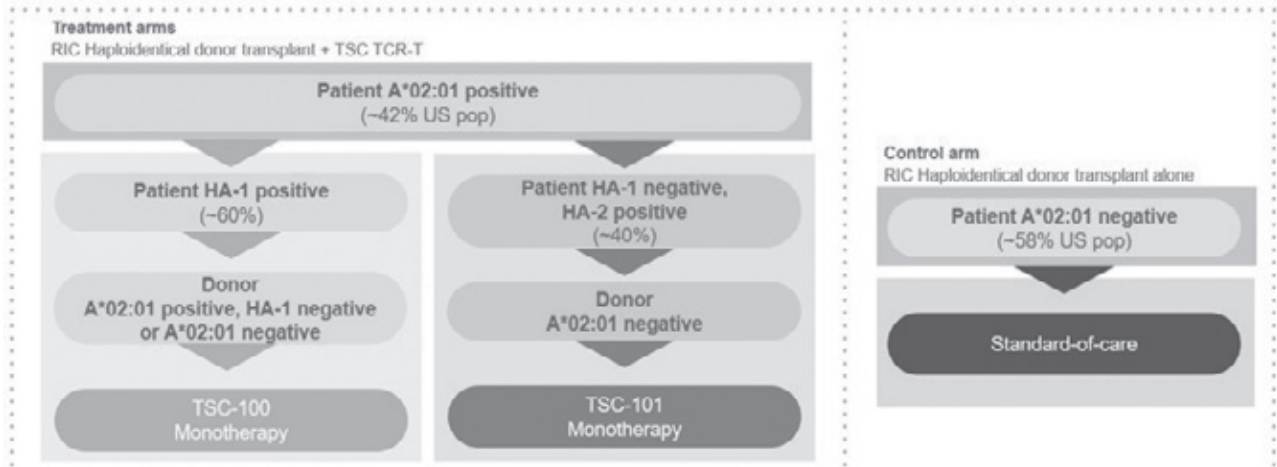 Treatment arms
RIC Haploidentical donor transplant + TSC TCR-T
Patient A*02:01 positive
(~42% US pop)
Patient HA-1 positive
(~60%)
Donor
A*02:01 positive, HA-1 negative
or A*02:01 negative
TSC-100
Monotherapy
Patient HA-1 negative,
HA-2 positive
(~40%)
Donor
A*02:01 negative
TSC-101
Monotherapy
Control arm
RIC Haploidentical donor transplant alone
Patient A*02:01 negative
(~58% US pop)
Standard-of-care